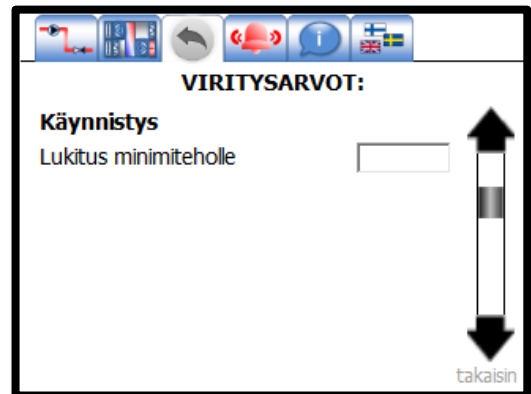 VIRITYSARVOT:
Käynnistys
Lukitus minimiteholle
takaisin